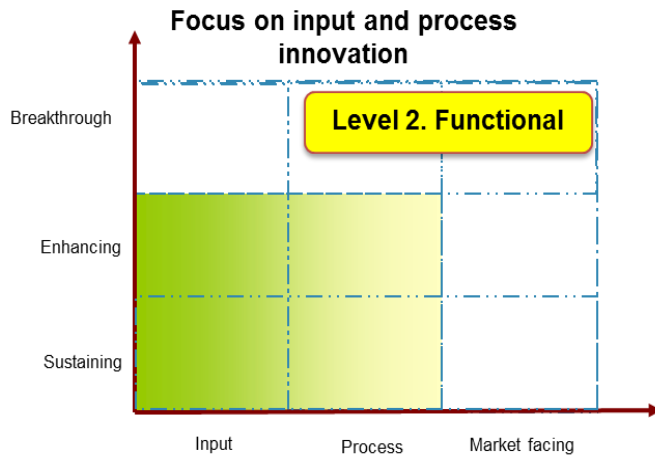 Focus on input and process
innovation
Level 2. Functional
Breakthrough
Enhancing
Sustaining
Input
Process
Market facing